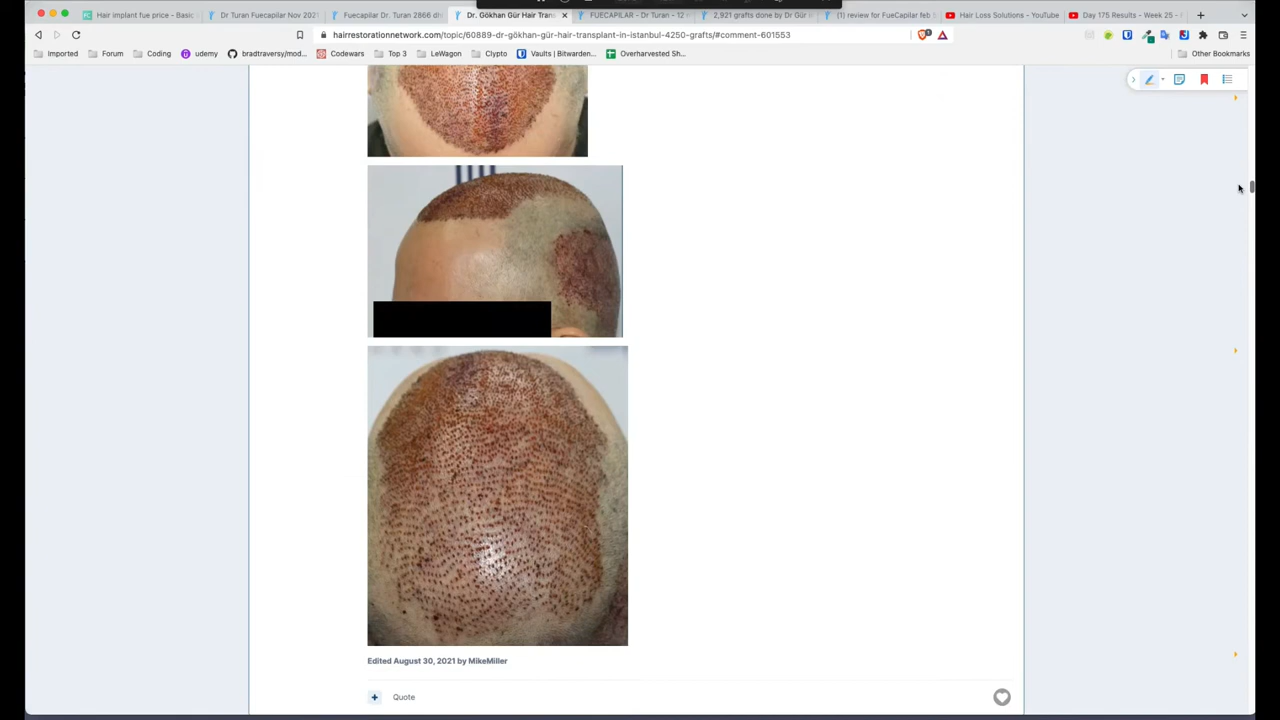 Hair implant fue price - Basic
Dr Turan Fuecapilar Nov 2021
Fuecapilar Dr. Turan 2866 dh
Dr. Gökhan Gür Hair Trans
FUECAPILAR - Dr Turan - 12 m
2,921 grafts done by Dr Gür
(1) review for FueCapilar feb
Hair Loss Solutions - YouTube
Day 175 Results - Week 25 -
hairrestorationnetwork.com/topic/60889-dr-gökhan-gür-hair-transplant-in-istanbul-4250-grafts/#comment-601553
Imported
Forum
Coding
udemy
bradtraversy/mod...
Codewars
Top 3
LeWagon
Clypto
Vaults | Bitwarden...
Overharvested Sh...
Other Bookmarks
Edited August 30, 2021 by MikeMiller
+ Quote